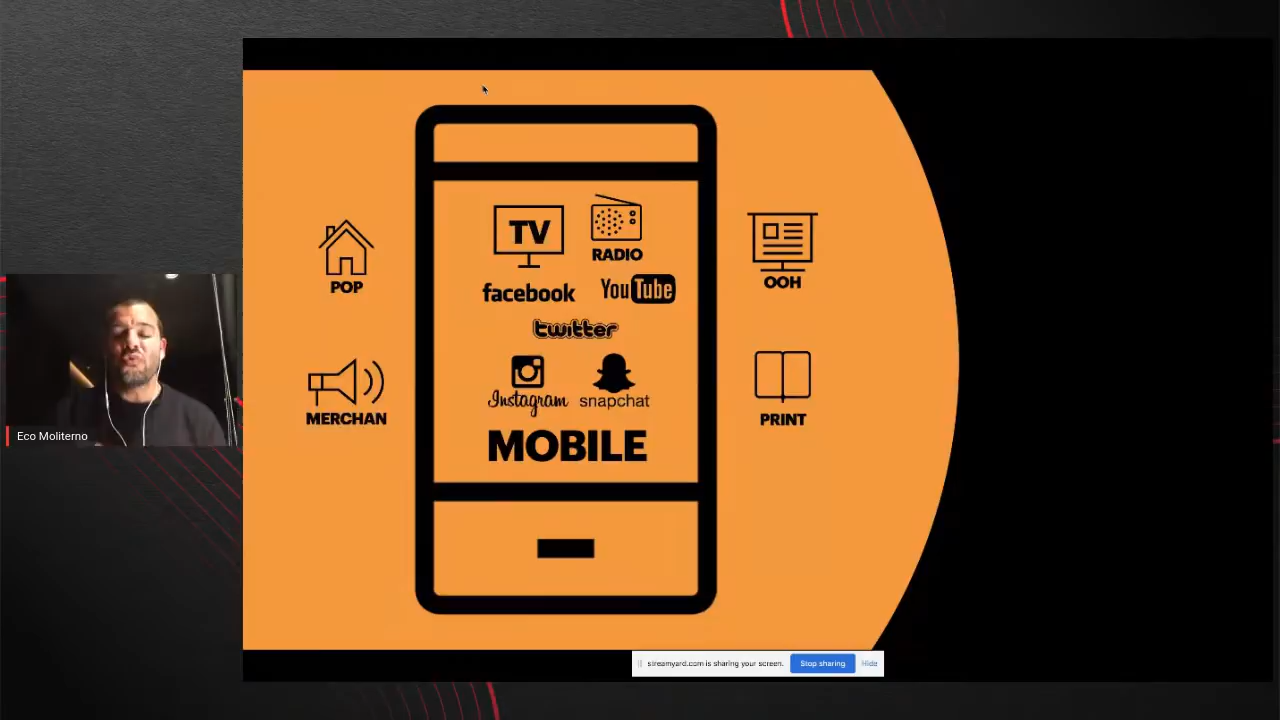 TV
RADIO
POP
OOH
facebook
YouTube
twitter
Instagram
snapchat
MERCHAN
PRINT
MOBILE
Eco Moliterno
streamyard.com is sharing your screen.
Stop sharing
Hide